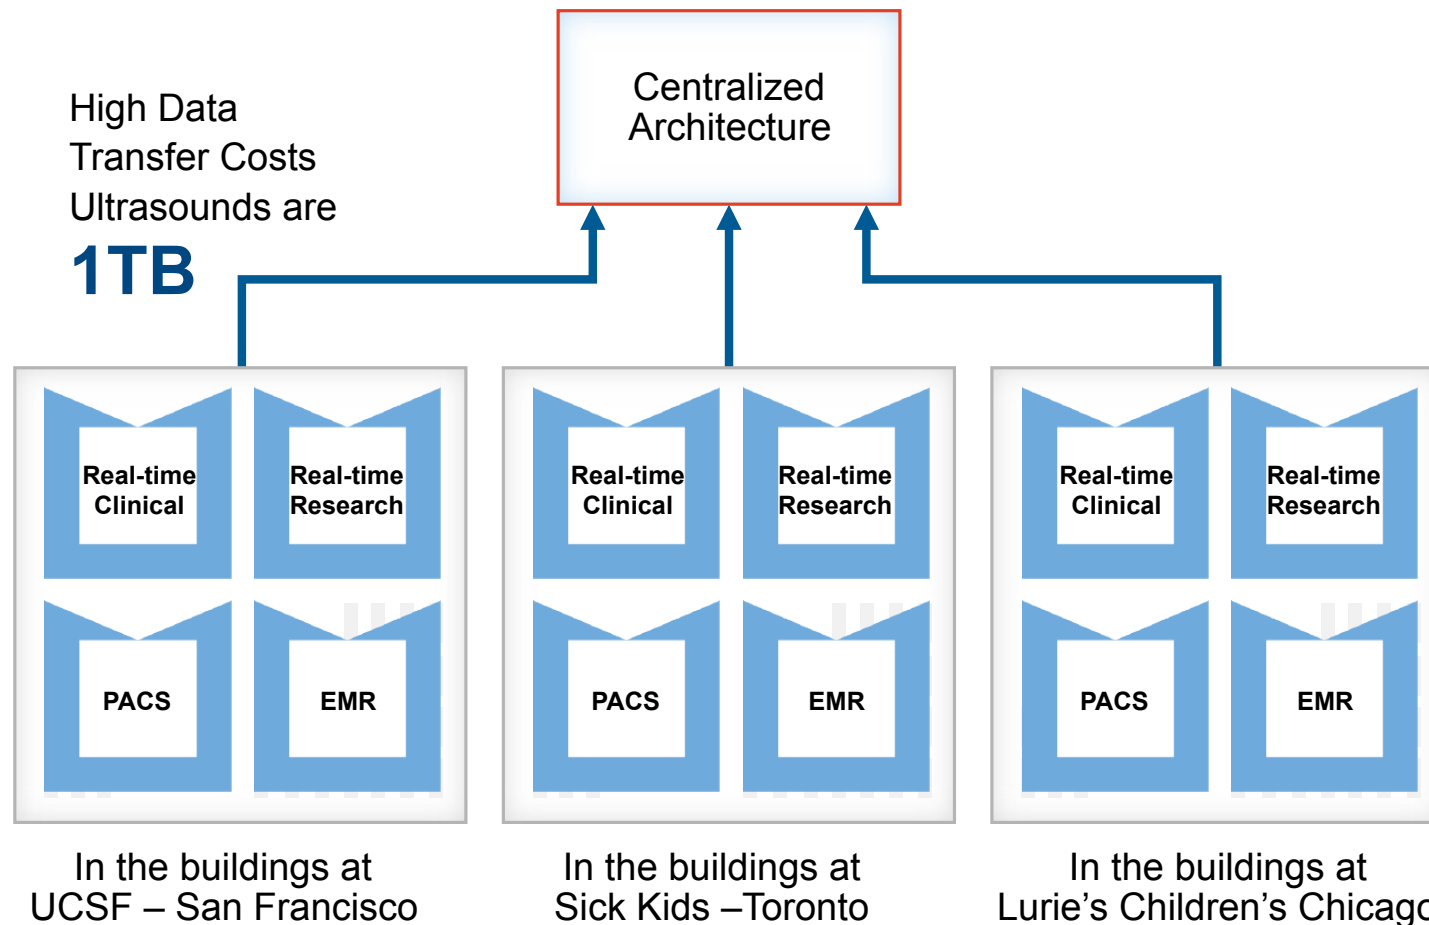 High Data
Transfer Costs
Ultrasounds are
1TB
Centralized
Architecture
Real-time
Clinical
Real-time
Research
PACS
EMR
In the buildings at
UCSF – San Francisco
Real-time
Clinical
Real-time
Research
PACS
EMR
In the buildings at
Sick Kids –Toronto
Real-time
Clinical
Real-time
Research
PACS
EMR
In the buildings at
Lurie’s Children’s Chicago